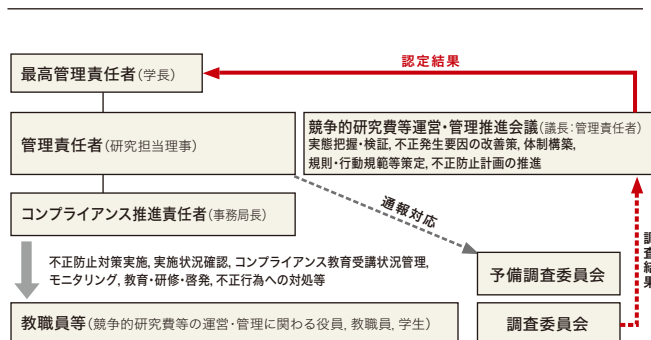 認定結果
最高管理責任者(学長)
管理責任者(研究担当理事)
競争的研究費等運営・管理推進会議(議長:管理責任者)
実態把握・検証, 不正発生要因の改善策, 体制構築,
規則・行動規範等策定, 不正防止計画の推進
コンプライアンス推進責任者(事務局長)
通報対応
調査結果
不正防止対策実施, 実施状況確認, コンプライアンス教育受講状況管理,
モニタリング, 教育・研修・啓発, 不正行為への対処等
予備調査委員会
教職員等(競争的研究費等の運営・管理に関わる役員, 教職員, 学生)
調査委員会